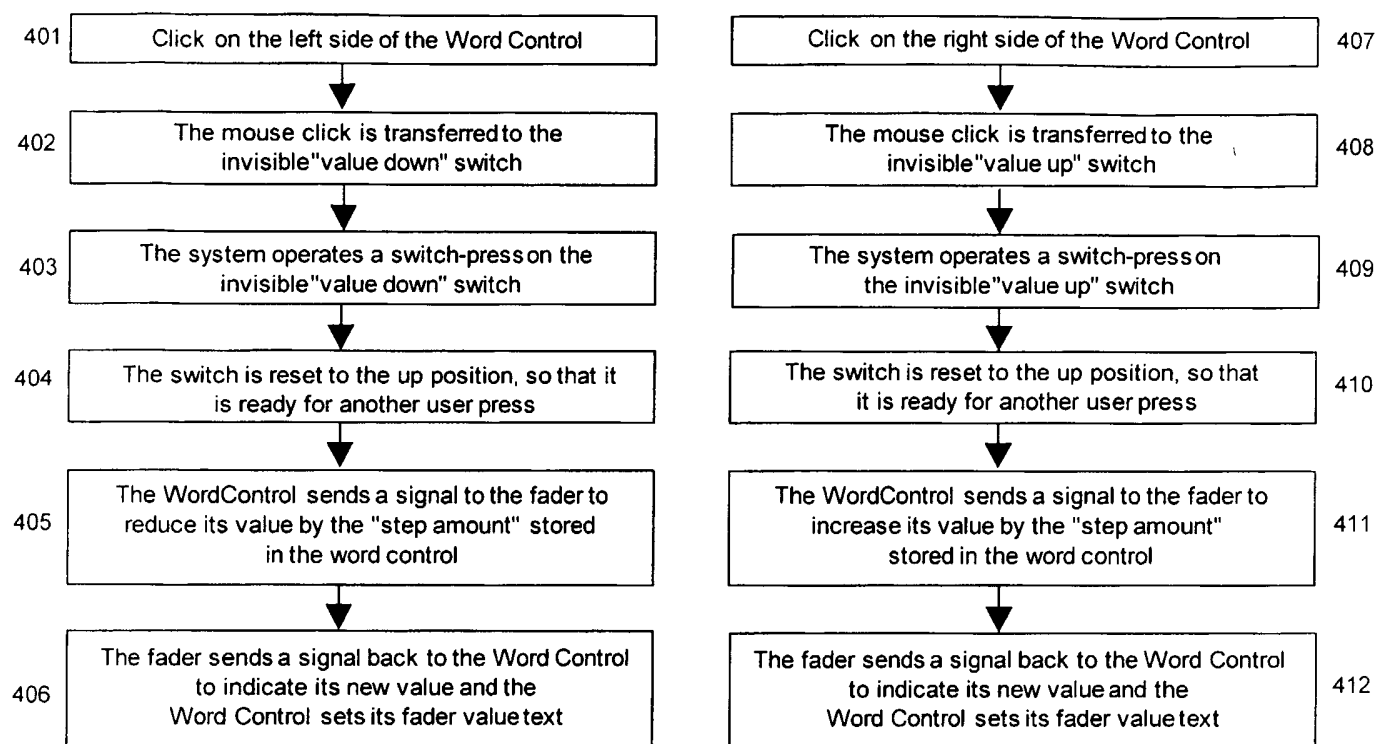 401
Click on the left side of the Word Control
402
The mouse click is transferred to the
invisible"value down" switch
403
The system operates a switch-press on the
invisible"value down" switch
404
The switch is reset to the up position, so that it
is ready for another user press
405
The WordControl sends a signal to the fader to
reduce its value by the "step amount" stored
in the word control
406
The fader sends a signal back to the Word Control
to indicate its new value and the
Word Control sets its fader value text
Click on the right side of the Word Control
407
The mouse click is transferred to the
invisible"value up" switch
408
The system operates a switch-press on
the invisible"value up" switch
409
The switch is reset to the up position, so that
it is ready for another user press
410
The WordControl sends a signal to the fader to
increase its value by the "step amount"
stored in the word control
411
The fader sends a signal back to the Word Control
to indicate its new value and the
Word Control sets its fader value text
412